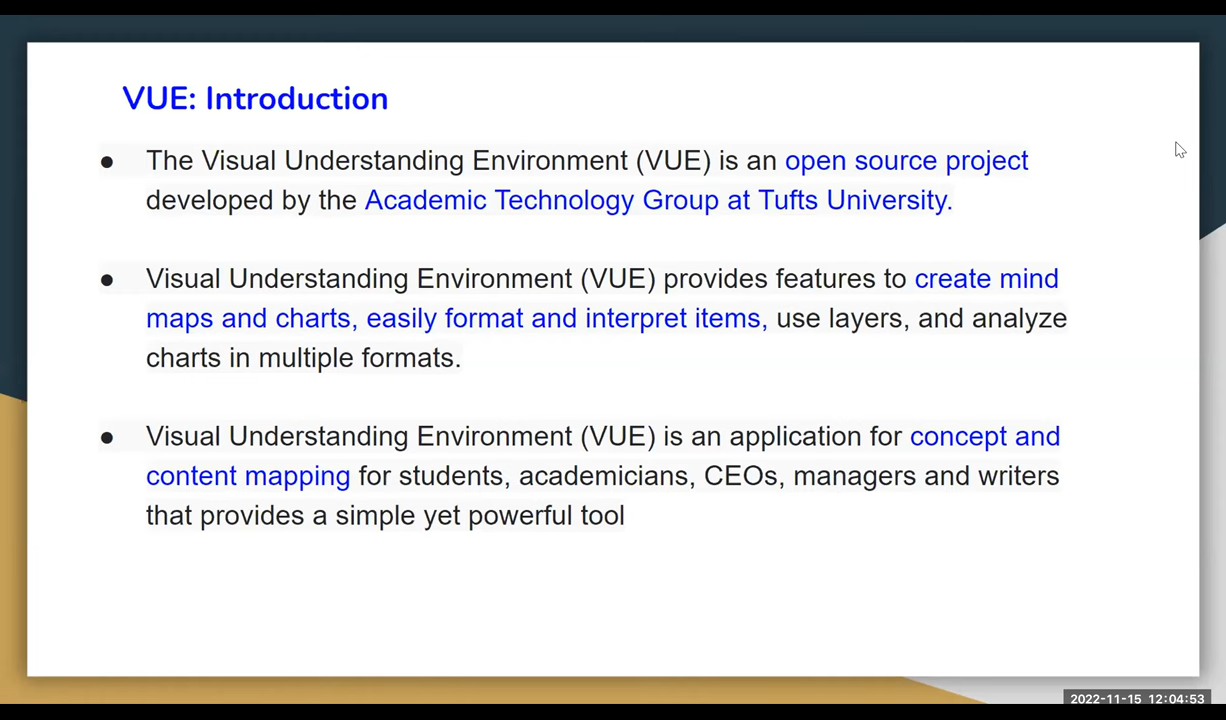 VUE: Introduction
● The Visual Understanding Environment (VUE) is an open source project
developed by the Academic Technology Group at Tufts University.
● Visual Understanding Environment (VUE) provides features to create mind
maps and charts, easily format and interpret items, use layers, and analyze
charts in multiple formats.
● Visual Understanding Environment (VUE) is an application for concept and
content mapping for students, academicians, CEOs, managers and writers
that provides a simple yet powerful tool
2022-11-15 12:04:53